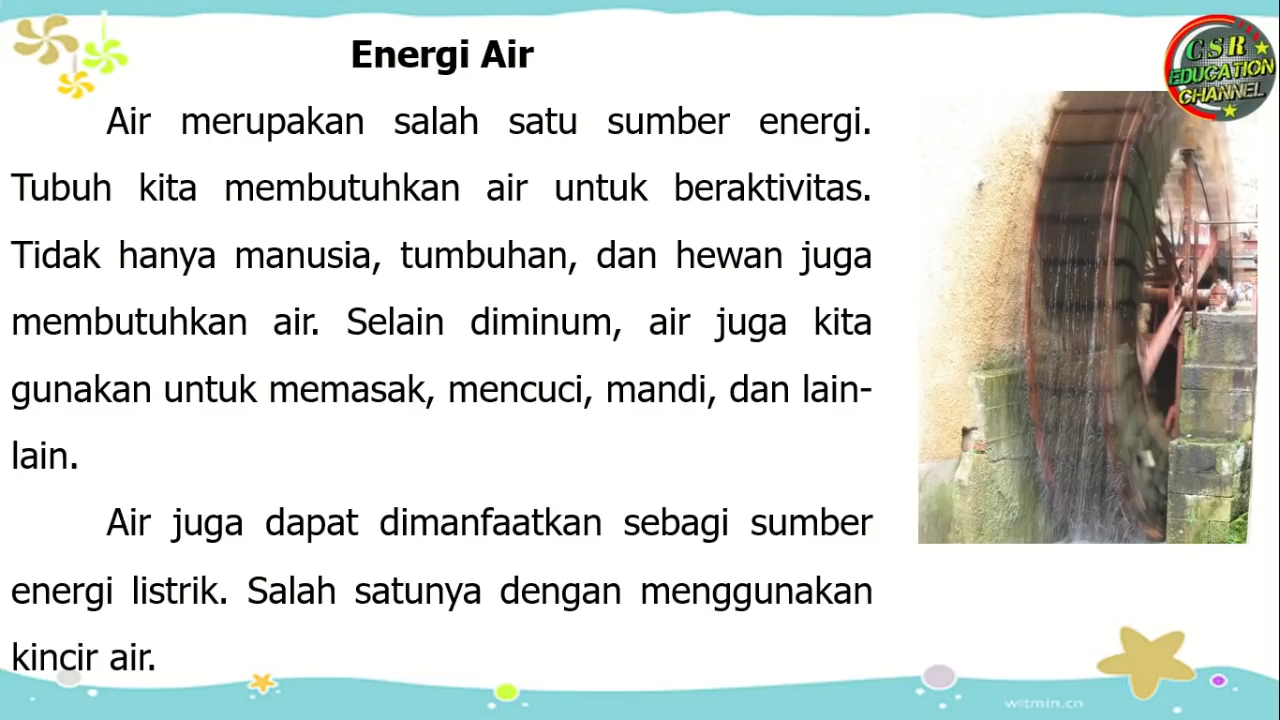 Energi Air
Air merupakan salah satu sumber energi.
Tubuh kita membutuhkan air untuk beraktivitas.
Tidak hanya manusia, tumbuhan, dan hewan juga
membutuhkan air. Selain diminum, air juga kita
gunakan untuk memasak, mencuci, mandi, dan lain-
lain.
Air juga dapat dimanfaatkan sebagi sumber
energi listrik. Salah satunya dengan menggunakan
kincir air.
CSR
EDUCATION
CHANNEL
witmin.cn